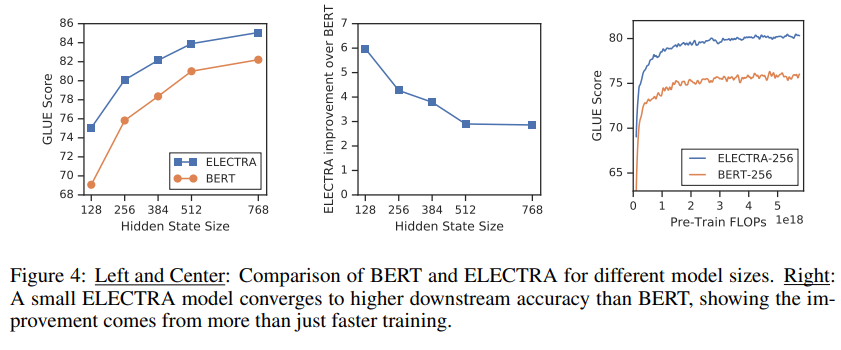 86
84
82
80
78
76
74
72
70
68
GLUE Score
128 256 384 512 768
Hidden State Size
ELECTRA
BERT
7
6
5
4
3
2
1
0
ELECTRA improvement over BERT
128 256 384 512 768
Hidden State Size
80
75
70
65
GLUE Score
0 1 2 3 4 5
1e18
Pre-Train FLOPs
ELECTRA-256
BERT-256
Figure 4: Left and Center: Comparison of BERT and ELECTRA for different model sizes. Right:
A small ELECTRA model converges to higher downstream accuracy than BERT, showing the im-
provement comes from more than just faster training.